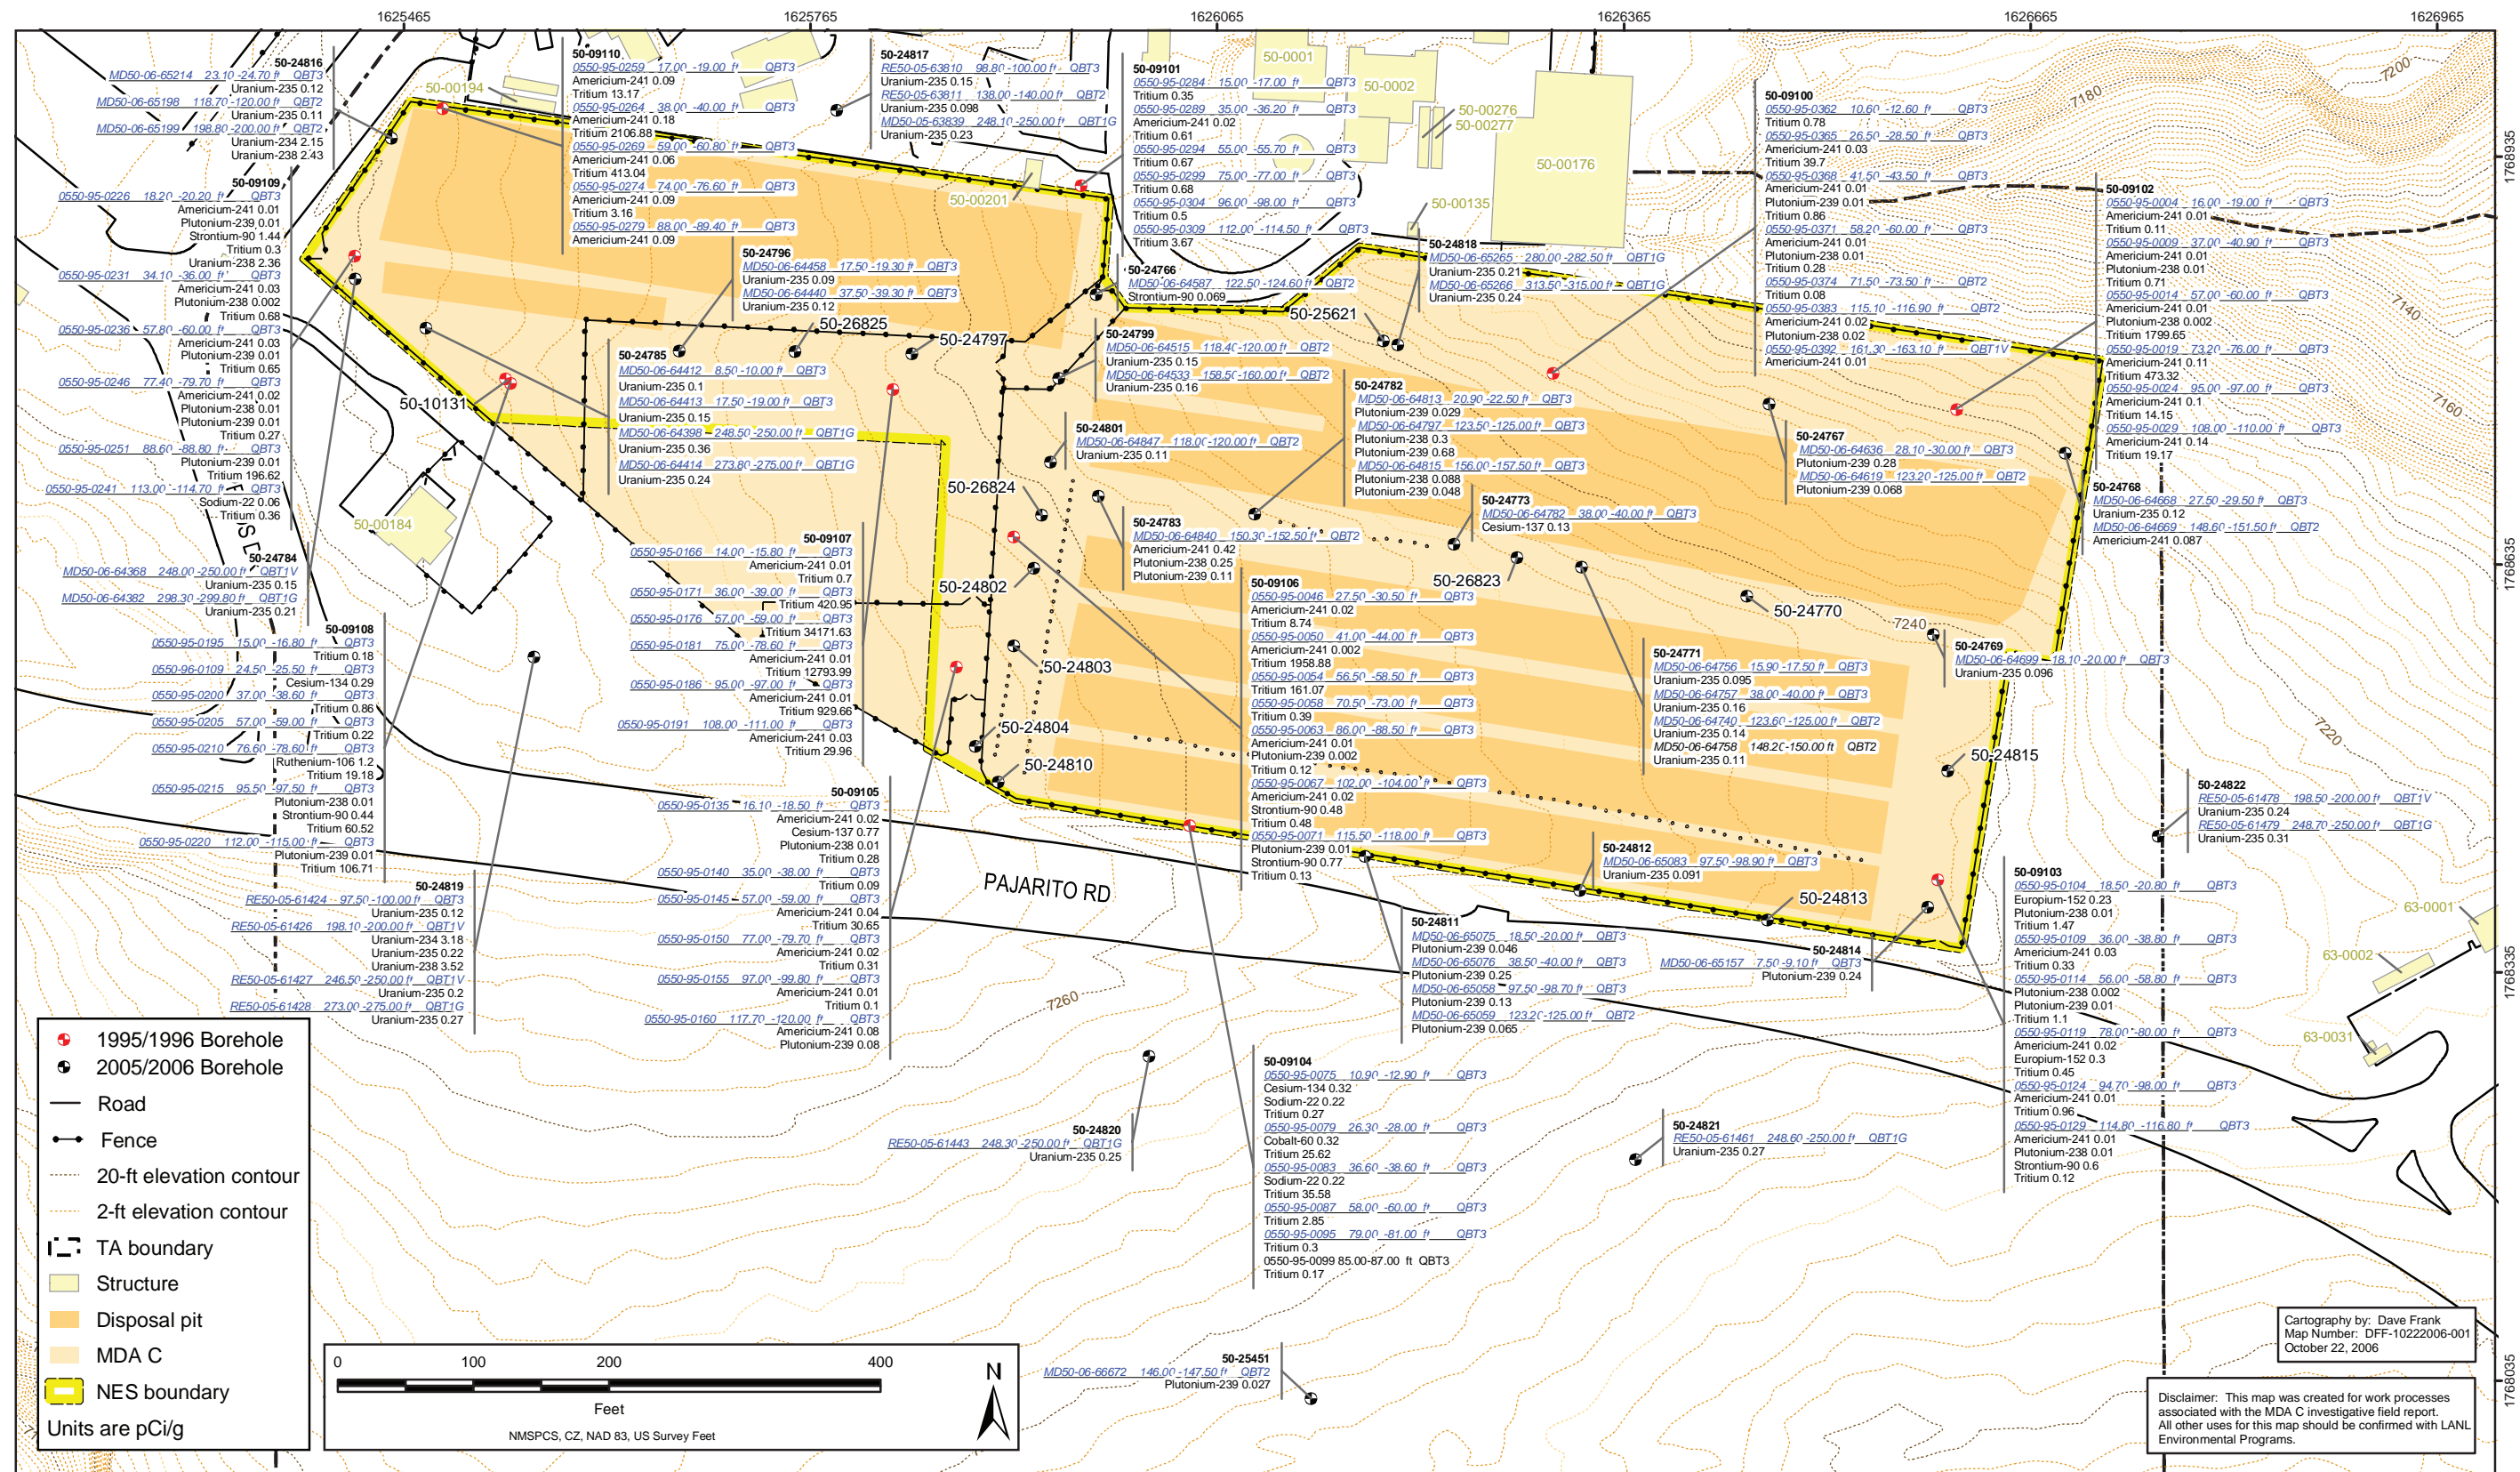 1625465
1625765
1626065
1626365
1626665
1626965
1768935
1768635
1768335
1768035
50-24816
MD50-06-65214 23.10 -24.70 ft QBT3
Uranium-235 0.12
MD50-06-65198 118.70 -120.00 ft QBT2
Uranium-235 0.11
MD50-06-65199 198.80 -200.00 ft QBT2
Uranium-234 2.15
Uranium-238 2.43
50-09109
0550-95-0226 18.20 -20.20 ft QBT3
Americium-241 0.01
Plutonium-239 0.01
Strontium-90 1.44
Tritium 0.3
Uranium-238 2.36
0550-95-0231 34.10 -36.00 ft QBT3
Americium-241 0.03
Plutonium-238 0.002
Tritium 0.68
0550-95-0236 57.80 -60.00 ft QBT3
Americium-241 0.03
Plutonium-239 0.01
Tritium 0.65
0550-95-0246 77.40 -79.70 ft QBT3
Americium-241 0.02
Plutonium-238 0.01
Plutonium-239 0.01
Tritium 0.27
0550-95-0251 88.60 -88.80 ft QBT3
Plutonium-239 0.01
Tritium 196.62
0550-95-0241 113.00 -114.70 ft QBT3
Sodium-22 0.06
Tritium 0.36
50-24784
MD50-06-64368 248.00 -250.00 ft QBT1V
Uranium-235 0.15
MD50-06-64382 298.30 -299.80 ft QBT1G
Uranium-235 0.21
50-09108
0550-95-0195 15.00 -16.80 ft QBT3
Tritium 0.18
0550-96-0109 24.50 -25.50 ft QBT3
Cesium-134 0.29
0550-95-0200 37.00 -38.60 ft QBT3
Tritium 0.86
0550-95-0205 57.00 -59.00 ft QBT3
Tritium 0.22
0550-95-0210 76.60 -78.60 ft QBT3
Ruthenium-106 1.2
Tritium 19.18
0550-95-0215 95.50 -97.50 ft QBT3
Plutonium-238 0.01
Strontium-90 0.44
Tritium 60.52
0550-95-0220 112.00 -115.00 ft QBT3
Plutonium-239 0.01
Tritium 106.71
50-24819
RE50-05-61424 97.50 -100.00 ft QBT3
Uranium-235 0.12
RE50-05-61426 198.10 -200.00 ft QBT1V
Uranium-234 3.18
Uranium-235 0.22
Uranium-238 3.52
RE50-05-61427 246.50 -250.00 ft QBT1V
Uranium-235 0.2
RE50-05-61428 273.00 -275.00 ft QBT1G
Uranium-235 0.27
50-09110
0550-95-0259 17.00 -19.00 ft QBT3
Americium-241 0.09
Tritium 13.17
0550-95-0264 38.00 -40.00 ft QBT3
Americium-241 0.18
Tritium 2106.88
0550-95-0269 59.00 -60.80 ft QBT3
Americium-241 0.06
Tritium 413.04
0550-95-0274 74.00 -76.60 ft QBT3
Americium-241 0.09
Tritium 3.16
0550-95-0279 88.00 -89.40 ft QBT3
Americium-241 0.09
50-24817
RE50-05-63810 98.80 -100.00 ft QBT3
Uranium-235 0.15
RE50-05-63811 138.00 -140.00 ft QBT2
Uranium-235 0.098
MD50-05-63839 248.10 -250.00 ft QBT1G
Uranium-235 0.23
50-09101
0550-95-0284 15.00 -17.00 ft QBT3
Tritium 0.35
0550-95-0289 35.00 -36.20 ft QBT3
Americium-241 0.02
Tritium 0.61
0550-95-0294 55.00 -55.70 ft QBT3
Tritium 0.67
0550-95-0299 75.00 -77.00 ft QBT3
Tritium 0.68
0550-95-0304 96.00 -98.00 ft QBT3
Tritium 0.5
0550-95-0309 112.00 -114.50 ft QBT3
Tritium 3.67
50-24796
MD50-06-64458 17.50 -19.30 ft QBT3
Uranium-235 0.09
MD50-06-64440 37.50 -39.30 ft QBT3
Uranium-235 0.12
50-24766
MD50-06-64587 122.50 -124.60 ft QBT2
Strontium-90 0.069
50-24818
MD50-06-65265 280.00 -282.50 ft QBT1G
Uranium-235 0.21
MD50-06-65266 313.50 -315.00 ft QBT1G
Uranium-235 0.24
50-09100
0550-95-0362 10.60 -12.60 ft QBT3
Tritium 0.78
0550-95-0365 26.50 -28.50 ft QBT3
Americium-241 0.03
Tritium 39.7
0550-95-0368 41.50 -43.50 ft QBT3
Americium-241 0.01
Plutonium-239 0.01
Tritium 0.86
0550-95-0371 58.20 -60.00 ft QBT3
Americium-241 0.01
Plutonium-238 0.01
Tritium 0.28
0550-95-0374 71.50 -73.50 ft QBT2
Tritium 0.08
0550-95-0383 115.10 -116.90 ft QBT2
Americium-241 0.02
Plutonium-238 0.02
0550-95-0392 161.30 -163.10 ft QBT1V
Americium-241 0.01
50-09102
0550-95-0004 16.00 -19.00 ft QBT3
Americium-241 0.01
Tritium 0.11
0550-95-0009 37.00 -40.90 ft QBT3
Americium-241 0.01
Plutonium-238 0.01
Tritium 0.71
0550-95-0014 57.00 -60.00 ft QBT3
Americium-241 0.01
Plutonium-238 0.002
Tritium 1799.65
0550-95-0019 73.20 -76.00 ft QBT3
Americium-241 0.11
Tritium 473.32
0550-95-0024 95.00 -97.00 ft QBT3
Americium-241 0.1
Tritium 14.15
0550-95-0029 108.00 -110.00 ft QBT3
Americium-241 0.14
Tritium 19.17
50-24785
MD50-06-64412 8.50 -10.00 ft QBT3
Uranium-235 0.1
MD50-06-64413 17.50 -19.00 ft QBT3
Uranium-235 0.15
MD50-06-64398 248.50 -250.00 ft QBT1G
Uranium-235 0.36
MD50-06-64414 273.80 -275.00 ft QBT1G
Uranium-235 0.24
50-24799
MD50-06-64515 118.40 -120.00 ft QBT2
Uranium-235 0.15
MD50-06-64533 158.50 -160.00 ft QBT2
Uranium-235 0.16
50-24801
MD50-06-64847 118.00 -120.00 ft QBT2
Uranium-235 0.11
50-24782
MD50-06-64813 20.90 -22.50 ft QBT3
Plutonium-239 0.029
MD50-06-64797 123.50 -125.00 ft QBT3
Plutonium-238 0.3
Plutonium-239 0.68
MD50-06-64815 156.00 -157.50 ft QBT3
Plutonium-238 0.088
Plutonium-239 0.048
50-24767
MD50-06-64636 28.10 -30.00 ft QBT3
Plutonium-239 0.28
MD50-06-64619 123.20 -125.00 ft QBT2
Plutonium-239 0.068
50-24768
MD50-06-64668 27.50 -29.50 ft QBT3
Uranium-235 0.12
MD50-06-64669 148.60 -151.50 ft QBT2
Americium-241 0.087
50-24773
MD50-06-64782 38.00 -40.00 ft QBT3
Cesium-137 0.13
50-24783
MD50-06-64840 150.30 -152.50 ft QBT2
Americium-241 0.42
Plutonium-238 0.25
Plutonium-239 0.11
50-09107
0550-95-0166 14.00 -15.80 ft QBT3
Americium-241 0.01
Tritium 0.7
0550-95-0171 36.00 -39.00 ft QBT3
Tritium 420.95
0550-95-0176 57.00 -59.00 ft QBT3
Tritium 34171.63
0550-95-0181 75.00 -78.60 ft QBT3
Americium-241 0.01
Tritium 12793.99
0550-95-0186 95.00 -97.00 ft QBT3
Americium-241 0.01
Tritium 929.66
0550-95-0191 108.00 -111.00 ft QBT3
Americium-241 0.03
Tritium 29.96
50-09106
0550-95-0046 27.50 -30.50 ft QBT3
Americium-241 0.02
Tritium 8.74
0550-95-0050 41.00 -44.00 ft QBT3
Americium-241 0.002
Tritium 1958.88
0550-95-0054 56.50 -58.50 ft QBT3
Tritium 161.07
0550-95-0058 70.50 -73.00 ft QBT3
Tritium 0.39
0550-95-0063 86.00 -88.50 ft QBT3
Americium-241 0.01
Plutonium-239 0.002
Tritium 0.12
0550-95-0067 102.00 -104.00 ft QBT3
Americium-241 0.02
Strontium-90 0.48
Tritium 0.48
0550-95-0071 115.50 -118.00 ft QBT3
Plutonium-239 0.01
Strontium-90 0.77
Tritium 0.13
50-24771
MD50-06-64756 15.90 -17.50 ft QBT3
Uranium-235 0.095
MD50-06-64757 38.00 -40.00 ft QBT3
Uranium-235 0.16
MD50-06-64740 123.60 -125.00 ft QBT2
Uranium-235 0.14
MD50-06-64758 148.20 -150.00 ft QBT2
Uranium-235 0.11
50-24769
MD50-06-64699 18.10 -20.00 ft QBT3
Uranium-235 0.096
50-24822
RE50-05-61478 198.50 -200.00 ft QBT1V
Uranium-235 0.24
RE50-05-61479 248.70 -250.00 ft QBT1G
Uranium-235 0.31
50-09105
0550-95-0135 16.10 -18.50 ft QBT3
Americium-241 0.02
Cesium-137 0.77
Plutonium-238 0.01
Tritium 0.28
0550-95-0140 35.00 -38.00 ft QBT3
Tritium 0.09
0550-95-0145 57.00 -59.00 ft QBT3
Americium-241 0.04
Tritium 30.65
0550-95-0150 77.00 -79.70 ft QBT3
Americium-241 0.02
Tritium 0.31
0550-95-0155 97.00 -99.80 ft QBT3
Americium-241 0.01
Tritium 0.1
0550-95-0160 117.70 -120.00 ft QBT3
Americium-241 0.08
Plutonium-239 0.08
50-24812
MD50-06-65083 97.50 -98.90 ft QBT3
Uranium-235 0.091
50-24811
MD50-06-65075 18.50 -20.00 ft QBT3
Plutonium-239 0.046
MD50-06-65076 38.50 -40.00 ft QBT3
Plutonium-239 0.25
MD50-06-65058 97.50 -98.70 ft QBT3
Plutonium-239 0.13
MD50-06-65059 123.20 -125.00 ft QBT2
Plutonium-239 0.065
50-24814
MD50-06-65157 7.50 -9.10 ft QBT3
Plutonium-239 0.24
50-09103
0550-95-0104 18.50 -20.80 ft QBT3
Europium-152 0.23
Plutonium-238 0.01
Tritium 1.47
0550-95-0109 36.00 -38.80 ft QBT3
Americium-241 0.03
Tritium 0.33
0550-95-0114 56.00 -58.80 ft QBT3
Plutonium-238 0.002
Plutonium-239 0.01
Tritium 1.1
0550-95-0119 78.00 -80.00 ft QBT3
Americium-241 0.02
Europium-152 0.3
Tritium 0.45
0550-95-0124 94.70 -98.00 ft QBT3
Americium-241 0.01
Tritium 0.96
0550-95-0129 114.80 -116.80 ft QBT3
Americium-241 0.01
Plutonium-238 0.01
Strontium-90 0.6
Tritium 0.12
50-09104
0550-95-0075 10.90 -12.90 ft QBT3
Cesium-134 0.32
Sodium-22 0.22
Tritium 0.27
0550-95-0079 26.30 -28.00 ft QBT3
Cobalt-60 0.32
Tritium 25.62
0550-95-0083 36.60 -38.60 ft QBT3
Sodium-22 0.22
Tritium 35.58
0550-95-0087 58.00 -60.00 ft QBT3
Tritium 2.85
0550-95-0095 79.00 -81.00 ft QBT3
Tritium 0.3
0550-95-0099 85.00-87.00 ft QBT3
Tritium 0.17
50-24820
RE50-05-61443 248.30 -250.00 ft QBT1G
Uranium-235 0.25
50-24821
RE50-05-61461 248.60 -250.00 ft QBT1G
Uranium-235 0.27
50-25451
MD50-06-66672 146.00 -147.50 ft QBT2
Plutonium-239 0.027
50-00194
50-00201
50-0001
50-0002
50-00276
50-00277
50-00176
50-00135
50-00184
63-0001
63-0002
63-0031
50-26825
50-24797
50-25621
50-10131
50-26824
50-24802
50-24803
50-24804
50-24810
50-26823
50-24770
50-24815
50-24813
7200
7180
7140
7160
7240
7220
7260
PAJARITO RD
1995/1996 Borehole
2005/2006 Borehole
Road
Fence
20-ft elevation contour
2-ft elevation contour
TA boundary
Structure
Disposal pit
MDA C
NES boundary
Units are pCi/g
0 100 200 400
Feet
NMSPCS, CZ, NAD 83, US Survey Feet
N
Cartography by: Dave Frank
Map Number: DFF-10222006-001
October 22, 2006
Disclaimer: This map was created for work processes
associated with the MDA C investigative field report.
All other uses for this map should be confirmed with LANL
Environmental Programs.